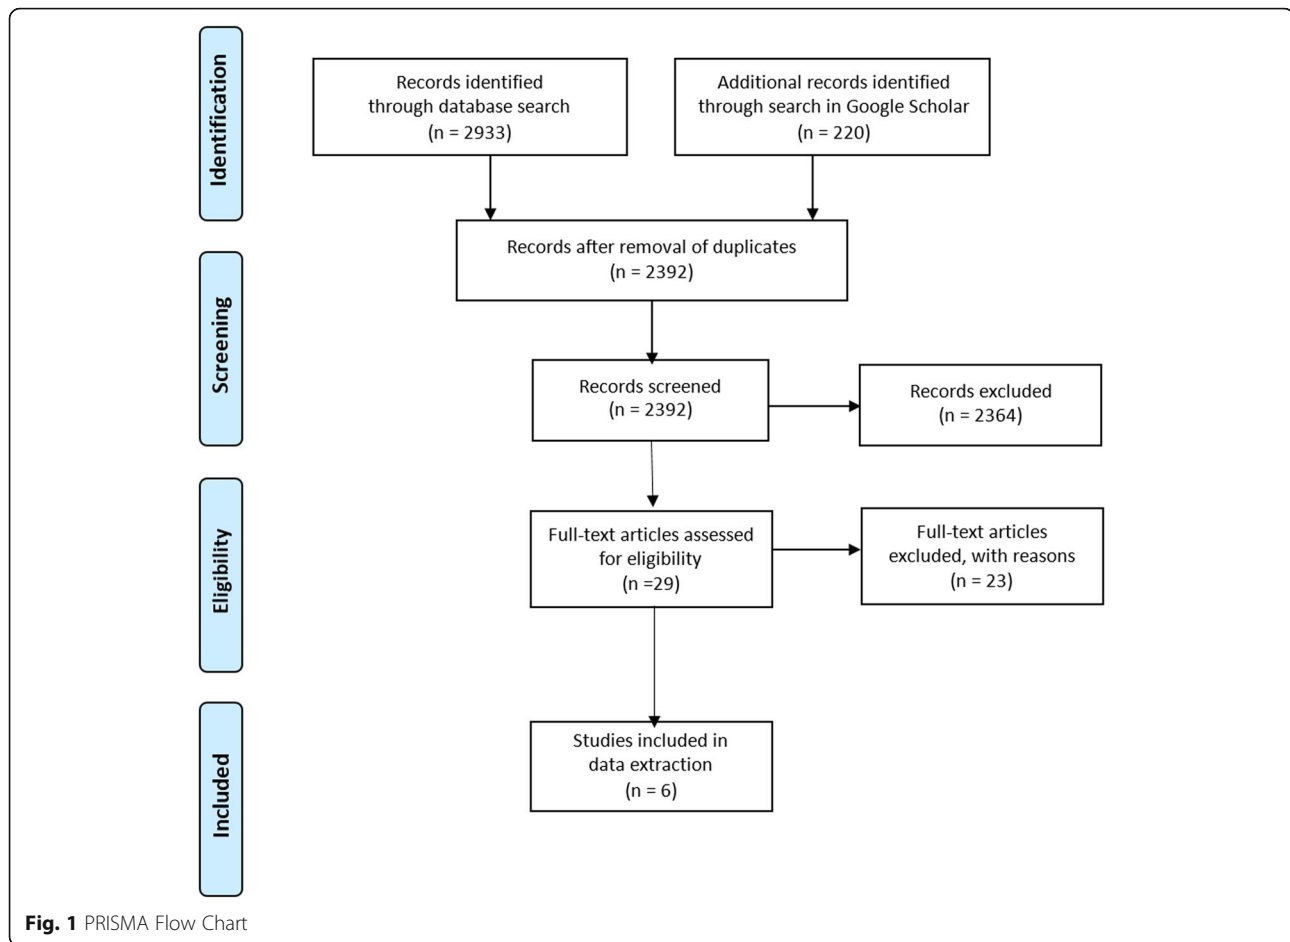 Identification
Records identified
through database search
(n = 2933)
Additional records identified
through search in Google Scholar
(n = 220)
Records after removal of duplicates
(n = 2392)
Screening
Records screened
(n = 2392)
Records excluded
(n = 2364)
Eligibility
Full-text articles assessed
for eligibility
(n =29)
Full-text articles
excluded, with reasons
(n = 23)
Included
Studies included in
data extraction
(n = 6)
Fig. 1 PRISMA Flow Chart